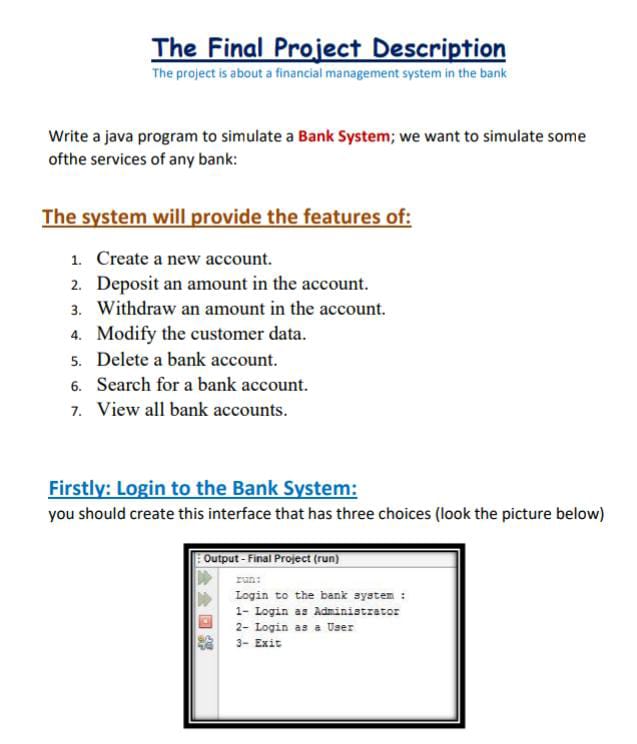 The Final Project Description
The project is about a financial management system in the bank
Write a java program to simulate a Bank System; we want to simulate some
ofthe services of any bank:
The system will provide the features of:
1. Create a new account.
2. Deposit an amount in the account.
3. Withdraw an amount in the account.
4. Modify the customer data.
5. Delete a bank account.
6. Search for a bank account.
7. View all bank accounts.
Firstly: Login to the Bank System:
you should create this interface that has three choices (look the picture below)
Output - Final Project (run)
run:
Login to the bank system :
1- Login as Administrator
2- Login as a User
3- Exit